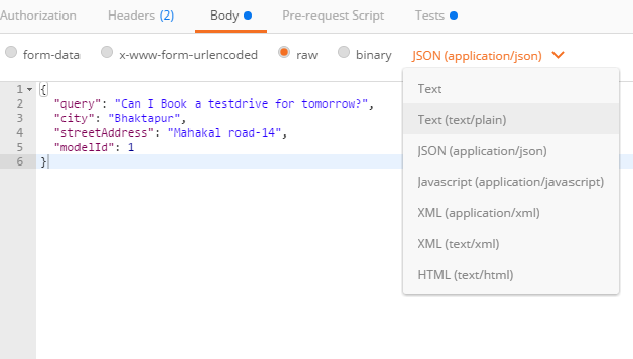 Authorization Headers (2) Body Pre-request Script Tests
form-data x-www-form-urlencoded raw binary JSON (application/json)
1 {
2 "query": "Can I Book a testdrive for tomorrow?",
3 "city": "Bhaktapur",
4 "streetAddress": "Mahakal road-14",
5 "modelId": 1
6 }
Text
Text (text/plain)
JSON (application/json)
Javascript (application/javascript)
XML (application/xml)
XML (text/xml)
HTML (text/html)